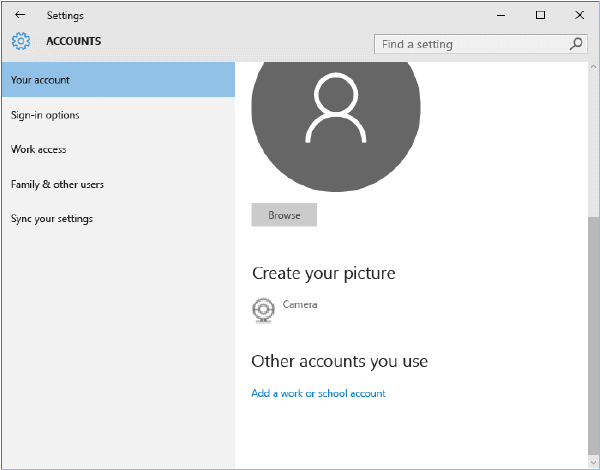 Settings
ACCOUNTS
Find a setting
Your account
Sign-in options
Work access
Family & other users
Sync your settings
Browse
Create your picture
Camera
Other accounts you use
Add a work or school account